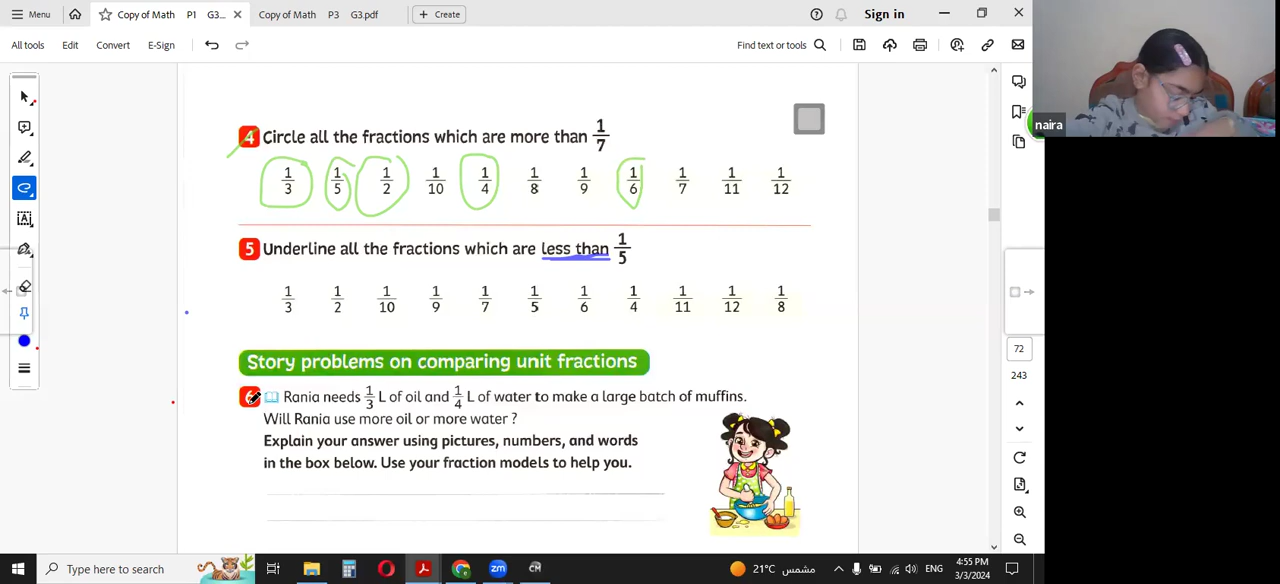 Menu
Copy of Math P1 G3...
Copy of Math P3 G3.pdf
Create
Sign in
All tools
Edit
Convert
E-Sign
Find text or tools
naira
4 Circle all the fractions which are more than 1/7
1/3 1/5 1/2 1/10 1/4 1/8 1/9 1/6 1/7 1/11 1/12
5 Underline all the fractions which are less than 1/5
1/3 1/2 1/10 1/9 1/7 1/5 1/6 1/4 1/11 1/12 1/8
Story problems on comparing unit fractions
6 Rania needs 1/3 L of oil and 1/4 L of water to make a large batch of muffins.
Will Rania use more oil or more water ?
Explain your answer using pictures, numbers, and words
in the box below. Use your fraction models to help you.
72
243
Type here to search
21°C مشمس
ENG
4:55 PM
3/3/2024